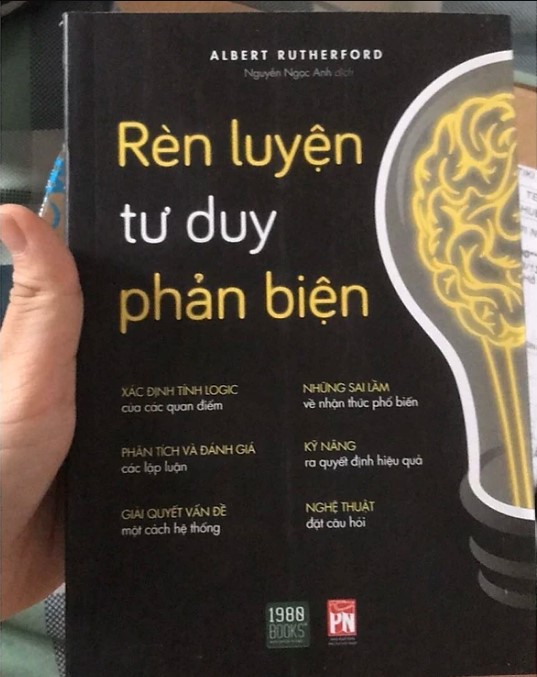 ALBERT RUTHERFORD
Nguyễn Ngọc Anh dịch
Rèn luyện
tư duy
phản biện
XÁC ĐỊNH TÍNH LOGIC
của các quan điểm
NHỮNG SAI LẦM
về nhận thức phổ biến
PHÂN TÍCH VÀ ĐÁNH GIÁ
các lập luận
KỸ NĂNG
ra quyết định hiệu quả
GIẢI QUYẾT VẤN ĐỀ
một cách hệ thống
NGHỆ THUẬT
đặt câu hỏi
1980
BOOKS
PN